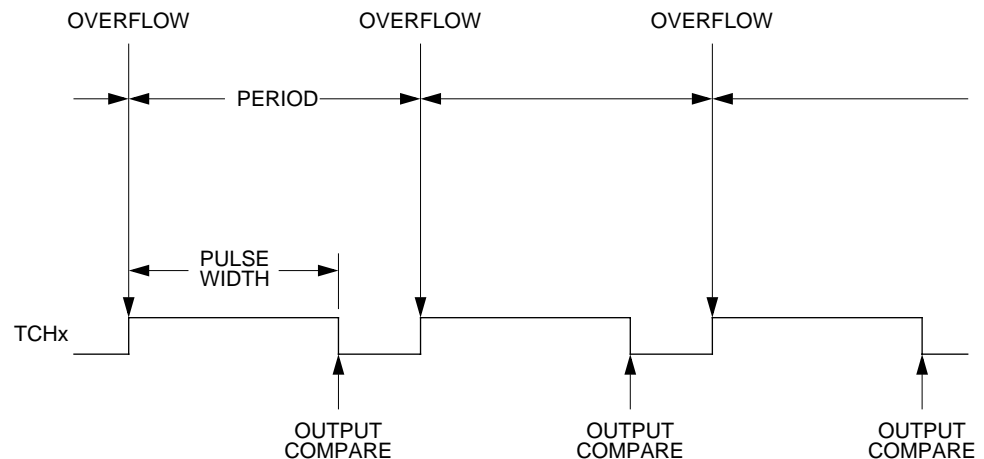 OVERFLOW OVERFLOW OVERFLOW
PERIOD
PULSE
WIDTH
TCHx
OUTPUT
COMPARE
OUTPUT
COMPARE
OUTPUT
COMPARE